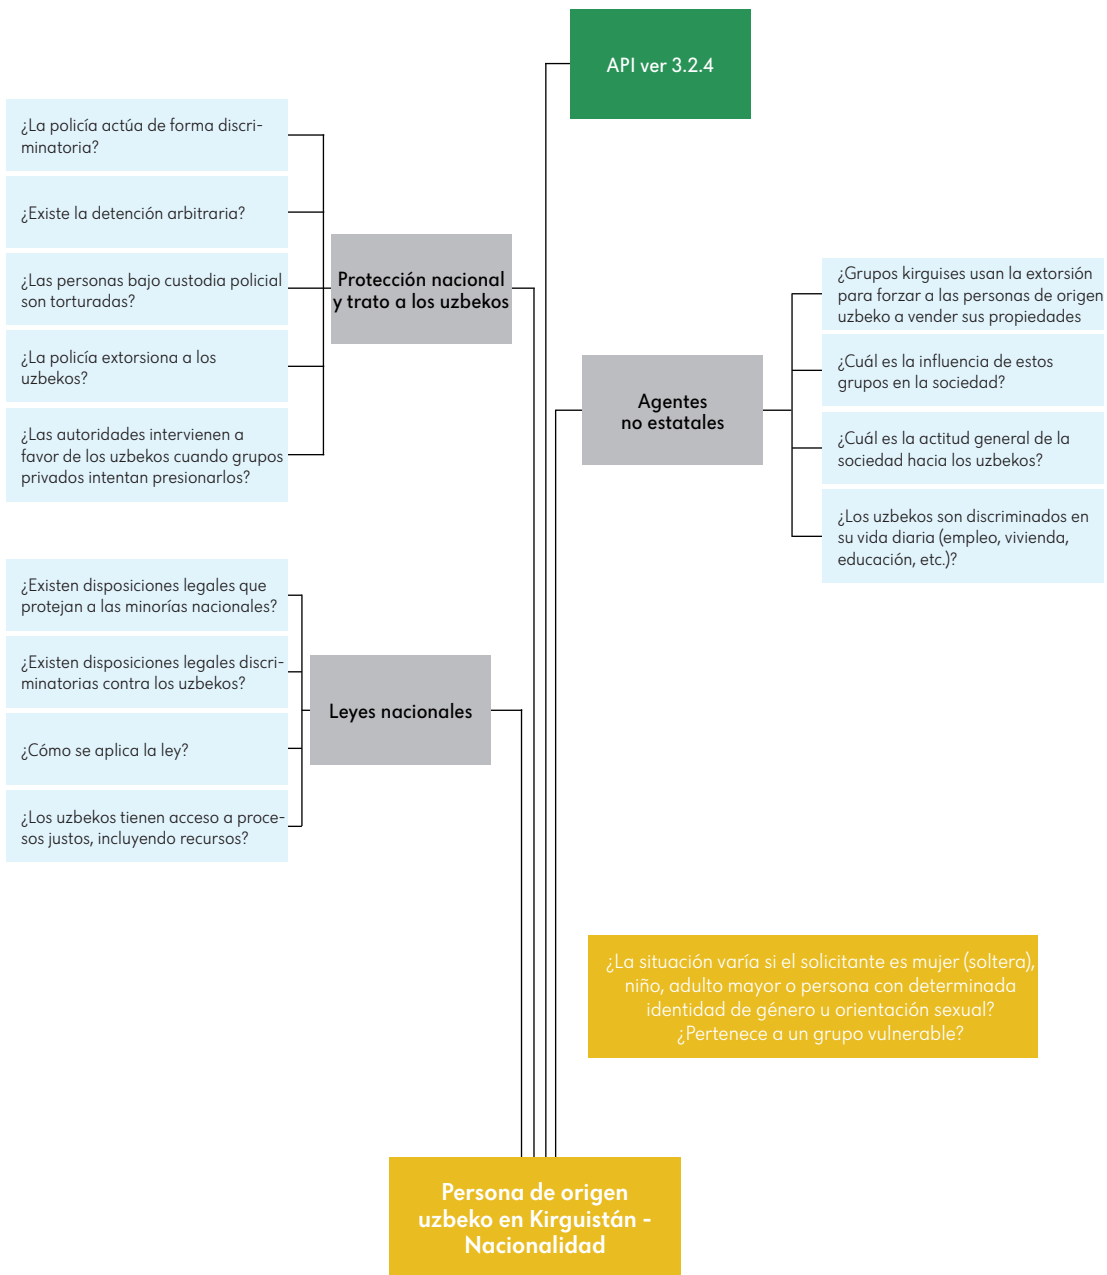 API ver 3.2.4
¿La policía actúa de forma discri-
minatoria?
¿Existe la detención arbitraria?
¿Las personas bajo custodia policial
son torturadas?
¿La policía extorsiona a los
uzbekos?
¿Las autoridades intervienen a
favor de los uzbekos cuando grupos
privados intentan presionarlos?
Protección nacional
y trato a los uzbekos
¿Grupos kirguises usan la extorsión
para forzar a las personas de origen
uzbeko a vender sus propiedades
¿Cuál es la influencia de estos
grupos en la sociedad?
¿Cuál es la actitud general de la
sociedad hacia los uzbekos?
¿Los uzbekos son discriminados en
su vida diaria (empleo, vivienda,
educación, etc.)?
Agentes
no estatales
¿Existen disposiciones legales que
protejan a las minorías nacionales?
¿Existen disposiciones legales discri-
minatorias contra los uzbekos?
¿Cómo se aplica la ley?
¿Los uzbekos tienen acceso a proce-
sos justos, incluyendo recursos?
Leyes nacionales
¿La situación varía si el solicitante es mujer (soltera),
niño, adulto mayor o persona con determinada
identidad de género u orientación sexual?
¿Pertenece a un grupo vulnerable?
Persona de origen
uzbeko en Kirguistán -
Nacionalidad